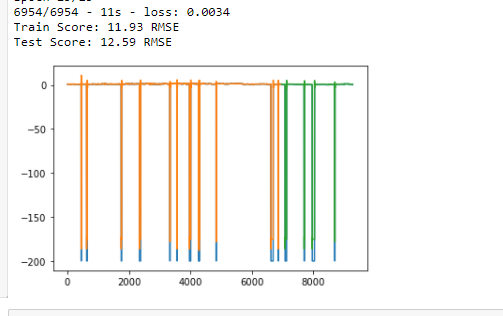 6954/6954 - 11s - loss: 0.0034
Train Score: 11.93 RMSE
Test Score: 12.59 RMSE
0
−50
−100
−150
−200
0 2000 4000 6000 8000